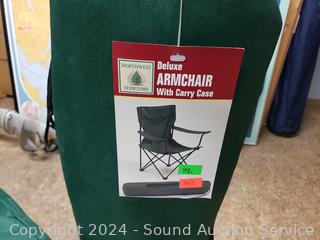 NORTHWEST
TERRITORY
Deluxe
ARMCHAIR
With Carry Case
Copyright 2024 - Sound Auction Service